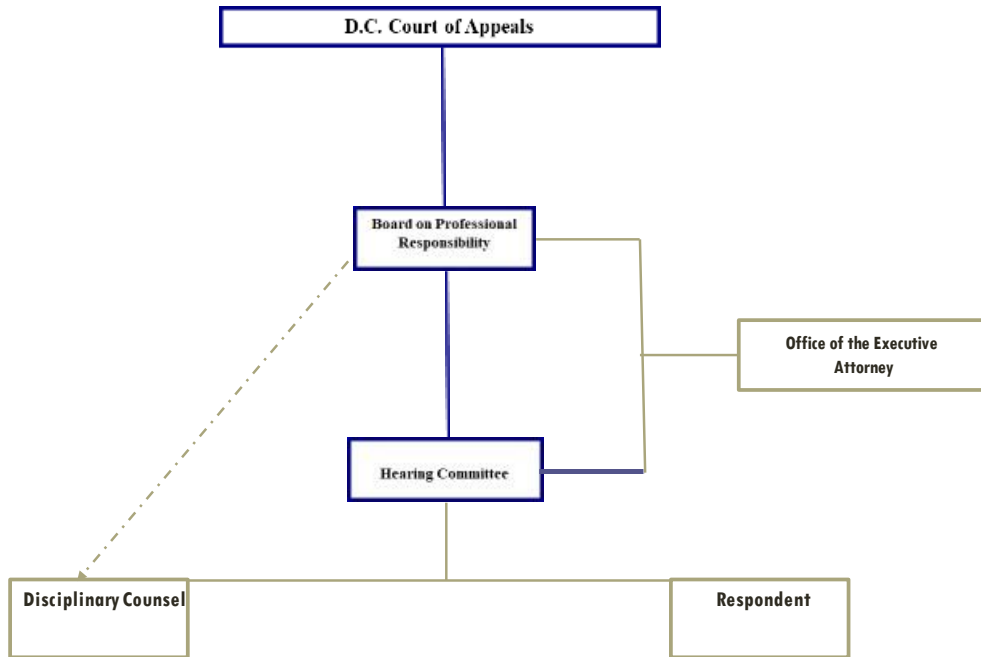 D.C. Court of Appeals
Board on Professional
Responsibility
Office of the Executive
Attorney
Hearing Committee
Disciplinary Counsel
Respondent